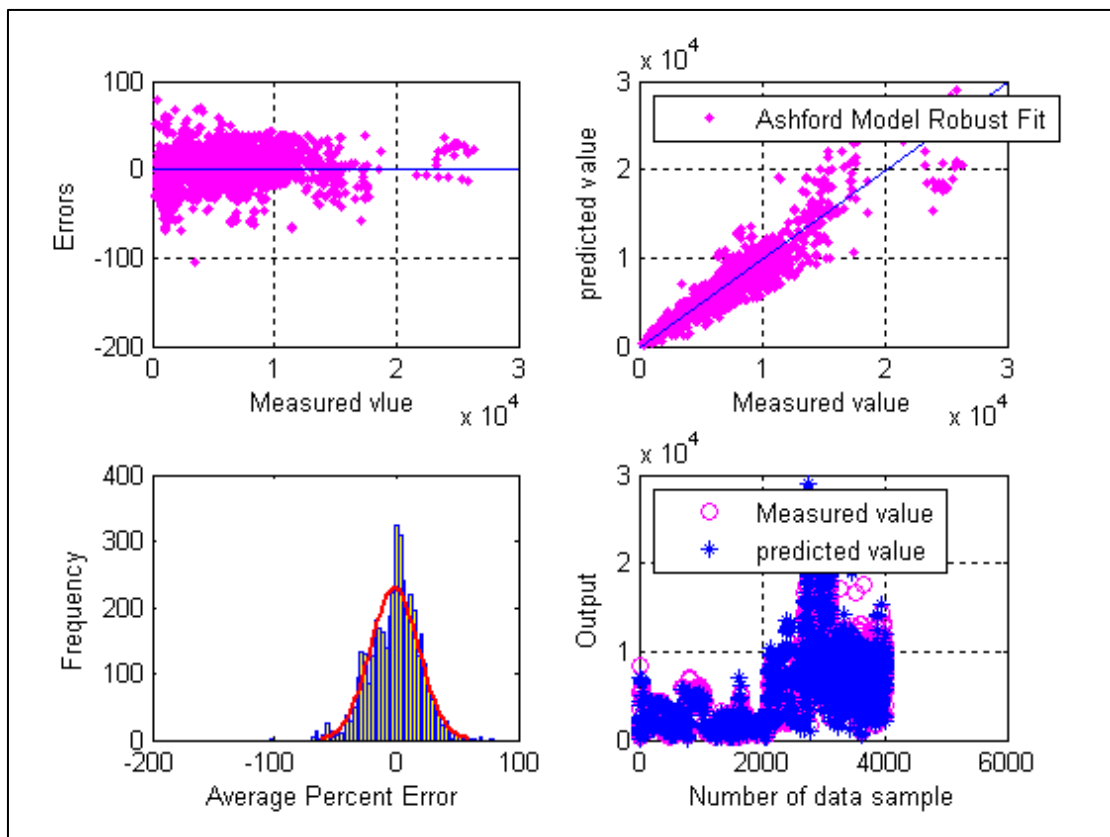 100
0
-100
-200
Errors
0
1
2
3
Measured vlue
x 10^4
x 10^4
3
2
1
0
predicted value
Ashford Model Robust Fit
0
1
2
3
Measured value
x 10^4
400
300
200
100
0
Frequency
-200
-100
0
100
Average Percent Error
x 10^4
3
2
1
0
Output
Measured value
predicted value
0
2000
4000
6000
Number of data sample